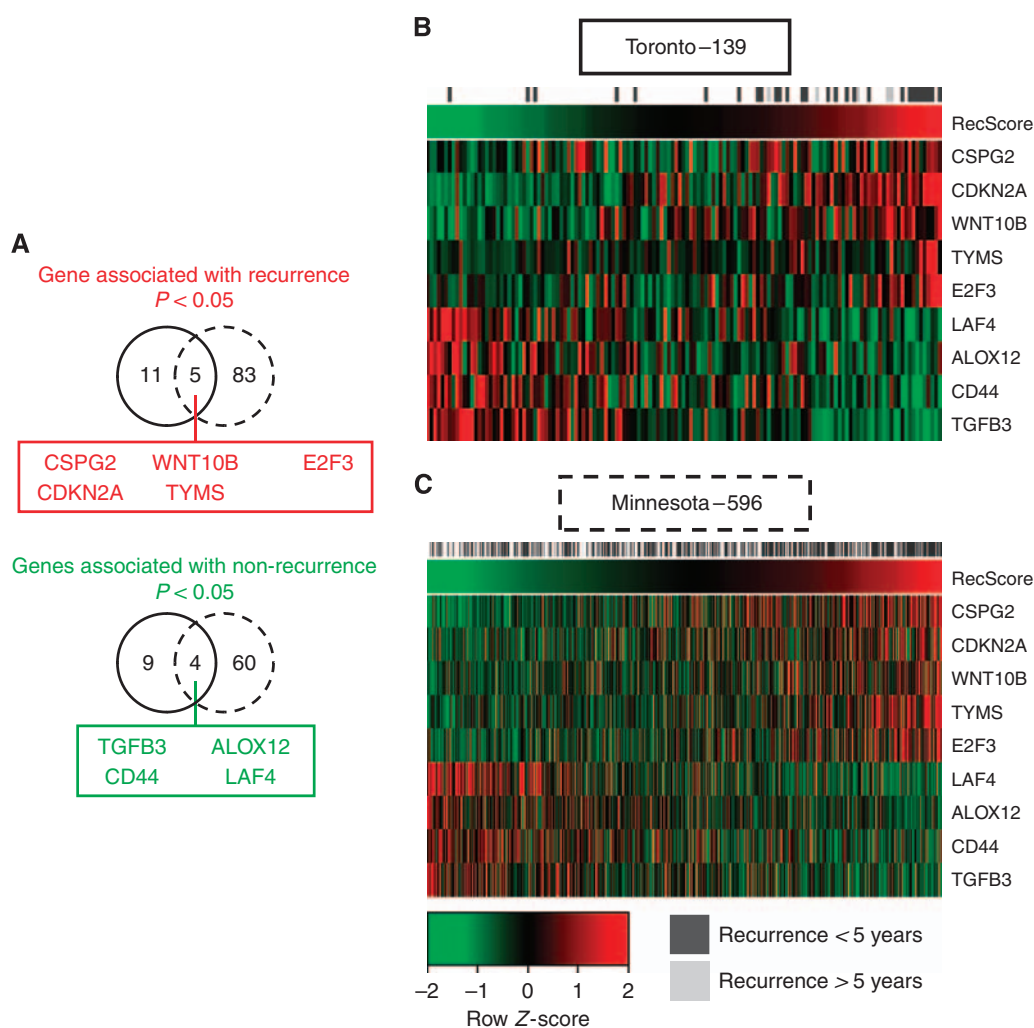 A
Gene associated with recurrence
P < 0.05
11 5 83
CSPG2 WNT10B E2F3
CDKN2A TYMS
Genes associated with non-recurrence
P < 0.05
9 4 60
TGFB3 ALOX12
CD44 LAF4
B
Toronto–139
RecScore
CSPG2
CDKN2A
WNT10B
TYMS
E2F3
LAF4
ALOX12
CD44
TGFB3
C
Minnesota–596
RecScore
CSPG2
CDKN2A
WNT10B
TYMS
E2F3
LAF4
ALOX12
CD44
TGFB3
–2 –1 0 1 2
Row Z-score
Recurrence < 5 years
Recurrence > 5 years